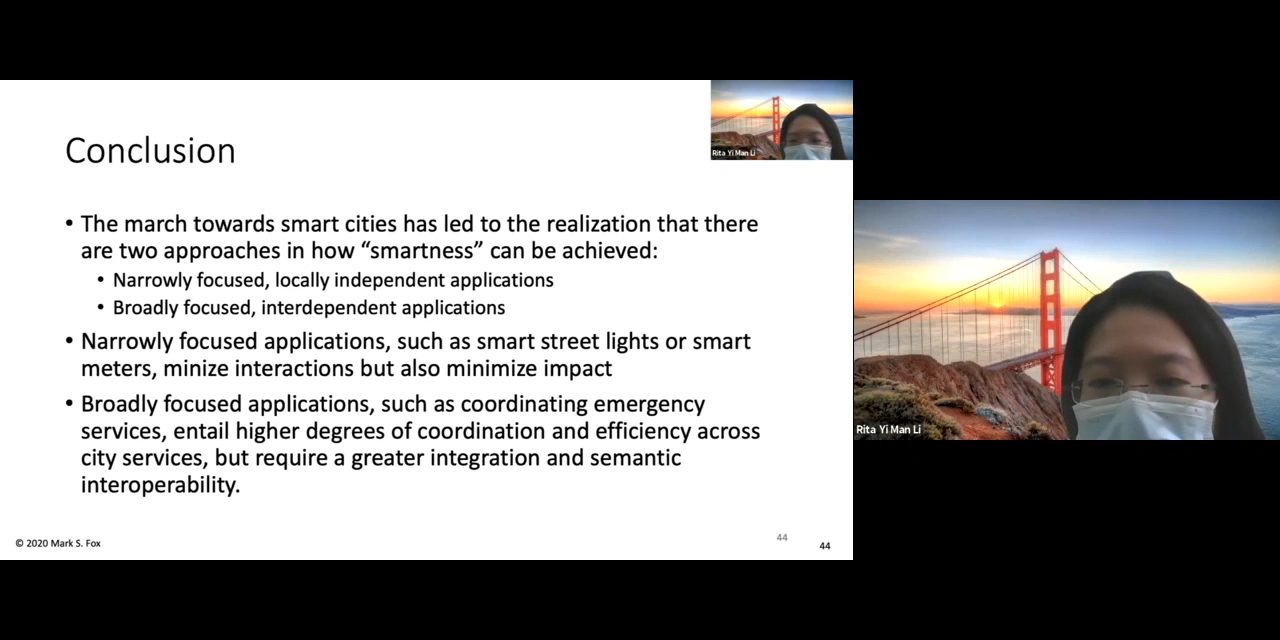 Conclusion
Rita Yi Man Li
• The march towards smart cities has led to the realization that there
are two approaches in how “smartness” can be achieved:
• Narrowly focused, locally independent applications
• Broadly focused, interdependent applications
• Narrowly focused applications, such as smart street lights or smart
meters, minize interactions but also minimize impact
• Broadly focused applications, such as coordinating emergency
services, entail higher degrees of coordination and efficiency across
city services, but require a greater integration and semantic
interoperability.
© 2020 Mark S. Fox
44
44
Rita Yi Man Li